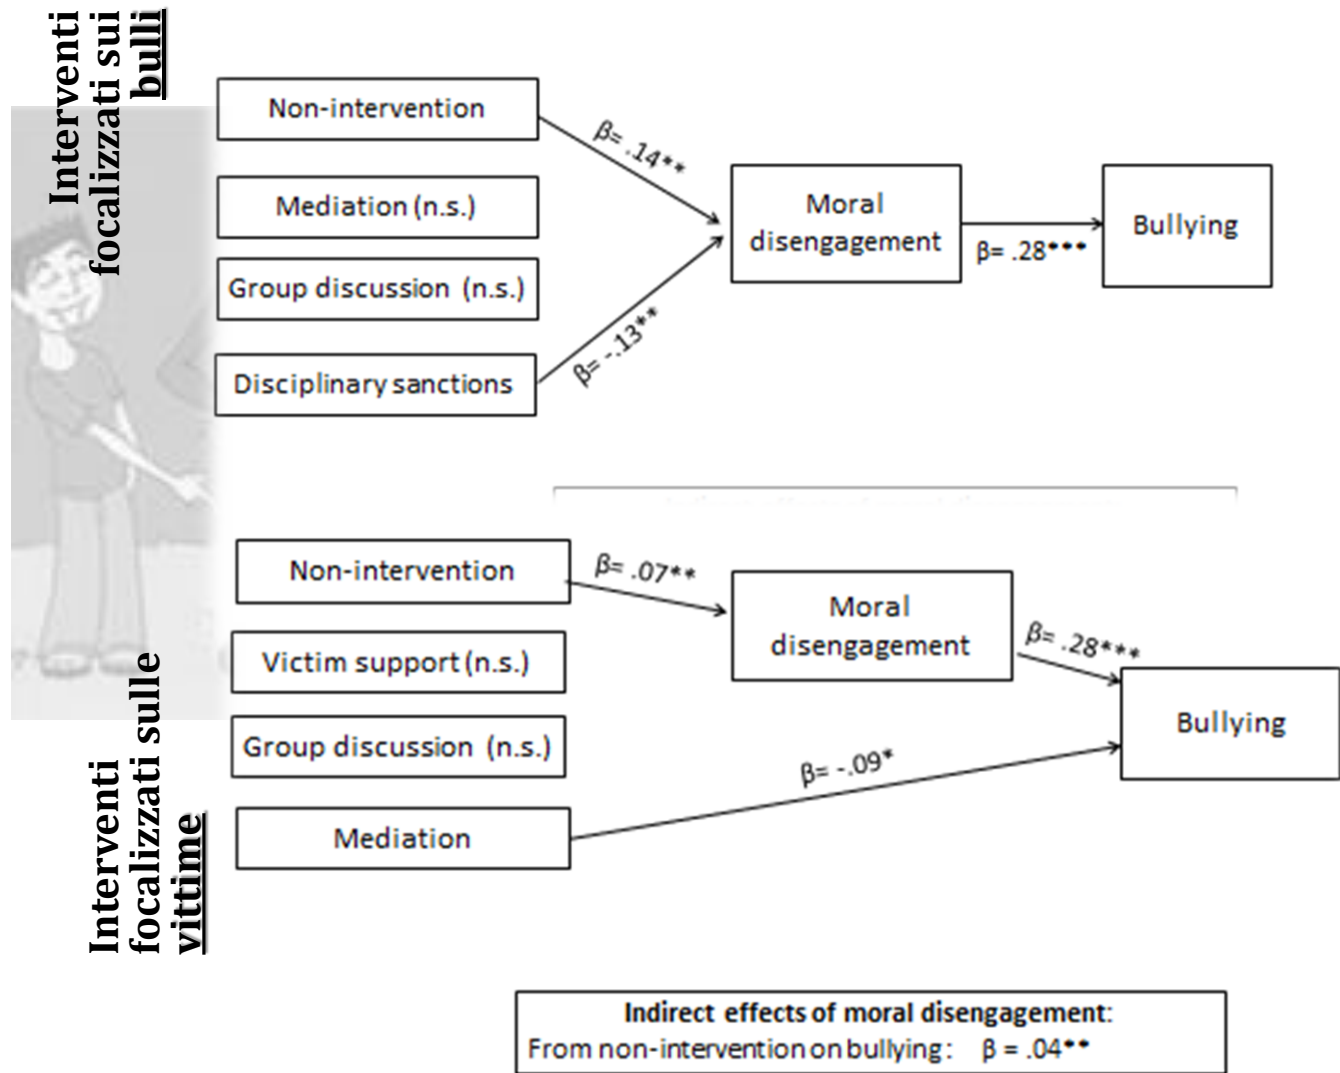 Interventi
focalizzati sui
bulli
Non-intervention
Mediation (n.s.)
Group discussion (n.s.)
Disciplinary sanctions
β= .14**
β= -.13**
Moral
disengagement
β= .28***
Bullying
Interventi
focalizzati sulle
vittime
Non-intervention
Victim support (n.s.)
Group discussion (n.s.)
Mediation
β= .07**
Moral
disengagement
β= .28***
β= -.09*
Bullying
Indirect effects of moral disengagement:
From non-intervention on bullying: β = .04**